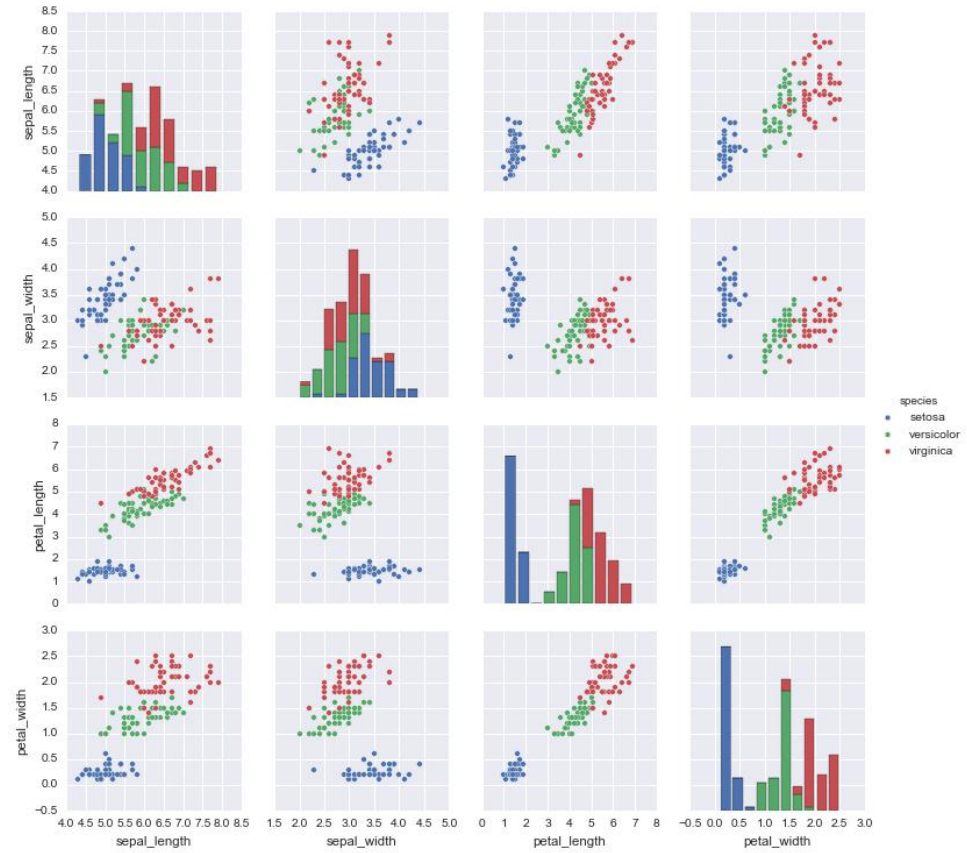 8.5
8.0
7.5
7.0
6.5
6.0
5.5
5.0
4.5
4.0
sepal_length
5.0
4.5
4.0
3.5
3.0
2.5
2.0
1.5
sepal_width
species
setosa
versicolor
virginica
8
7
6
5
4
3
2
1
0
petal_length
3.0
2.5
2.0
1.5
1.0
0.5
0.0
−0.5
petal_width
4.0 4.5 5.0 5.5 6.0 6.5 7.0 7.5 8.0 8.5
sepal_length
1.5 2.0 2.5 3.0 3.5 4.0 4.5 5.0
sepal_width
0 1 2 3 4 5 6 7 8
petal_length
−0.5 0.0 0.5 1.0 1.5 2.0 2.5 3.0
petal_width